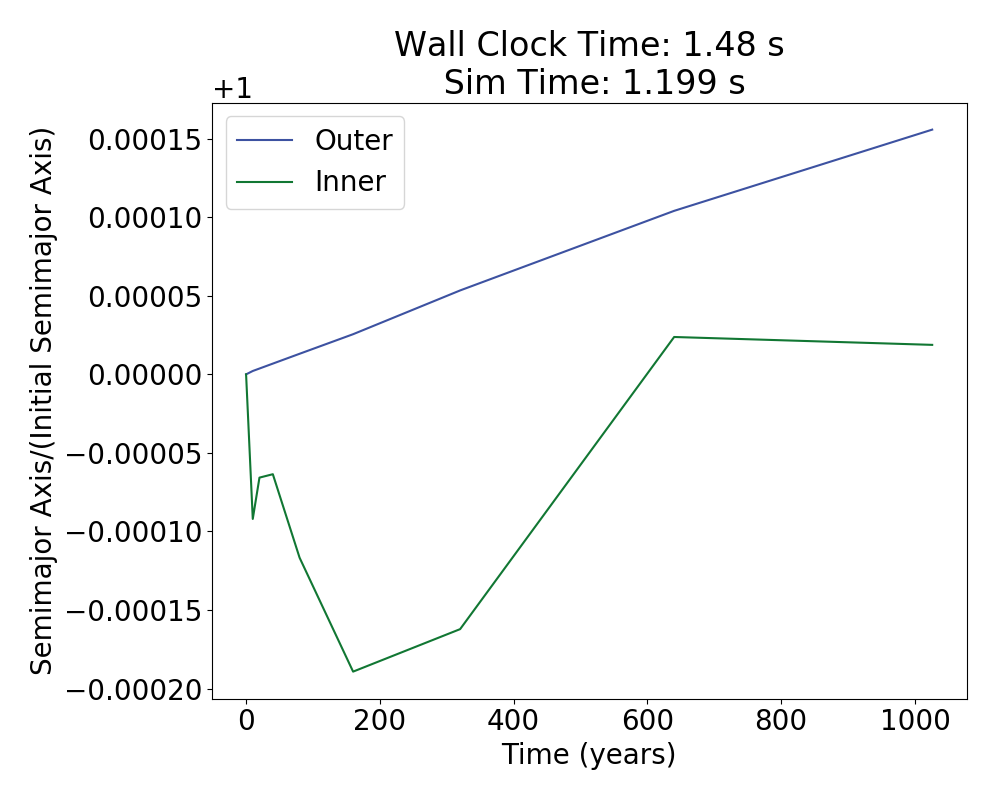 Wall Clock Time: 1.48 s
Sim Time: 1.199 s
+1
Outer
Inner
0.00015
0.00010
0.00005
0.00000
−0.00005
−0.00010
−0.00015
−0.00020
Semimajor Axis/(Initial Semimajor Axis)
0 200 400 600 800 1000
Time (years)